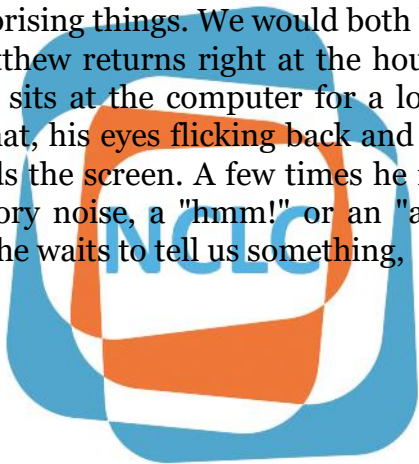 prising things. We would both
tthew returns right at the hou
sits at the computer for a lo
nat, his eyes flicking back and
ds the screen. A few times he
ory noise, a "hmm!" or an "a
NCLC
he waits to tell us something,